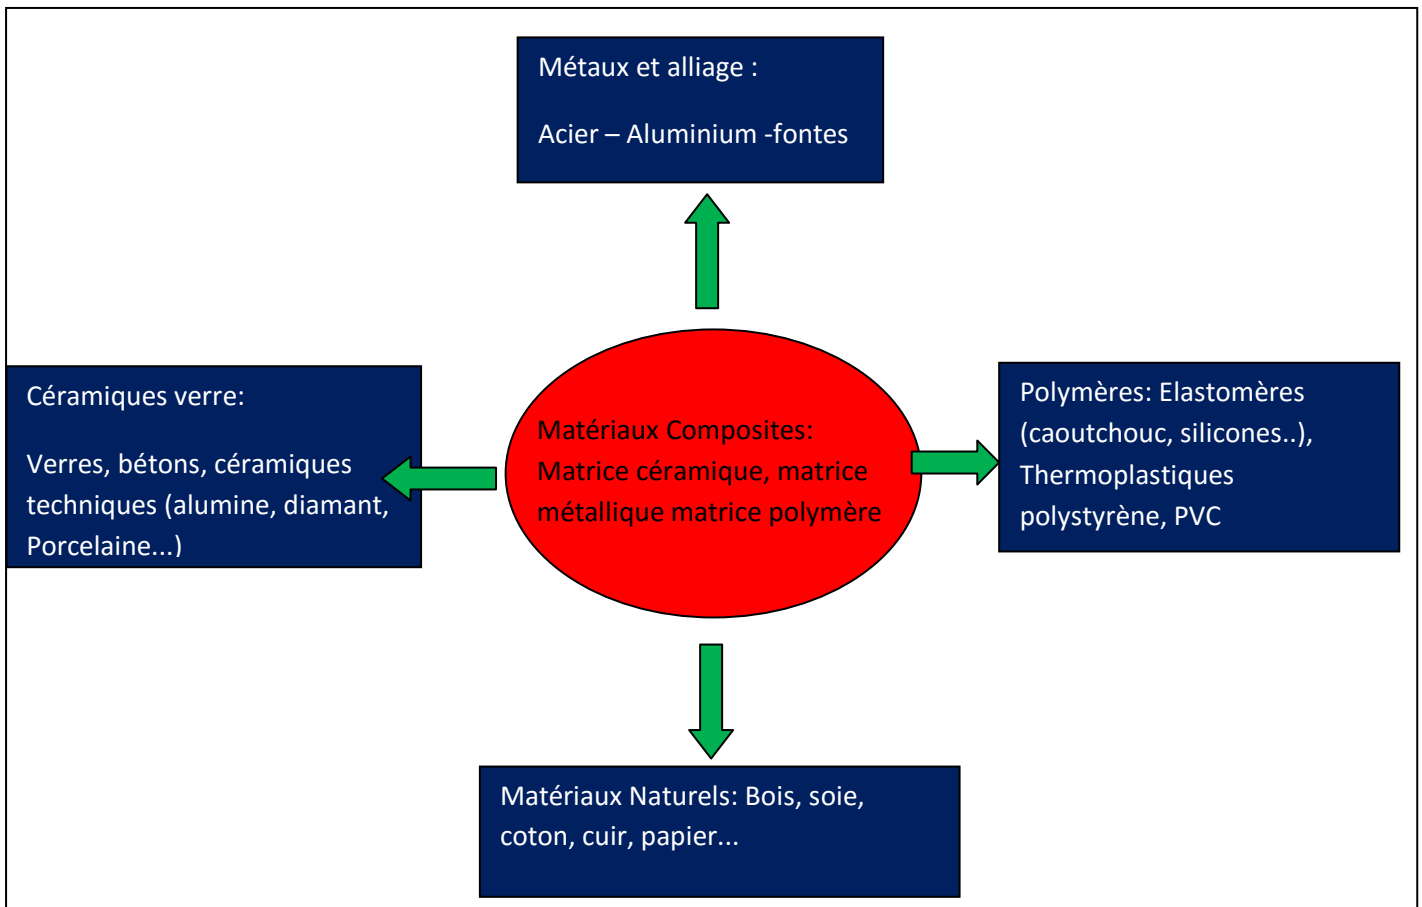 Métaux et alliage :
Acier – Aluminium -fontes
Céramiques verre:
Verres, bétons, céramiques
techniques (alumine, diamant,
Porcelaine...)
Matériaux Composites:
Matrice céramique, matrice
métallique matrice polymère
Polymères: Elastomères
(caoutchouc, silicones..),
Thermoplastiques
polystyrène, PVC
Matériaux Naturels: Bois, soie,
coton, cuir, papier...